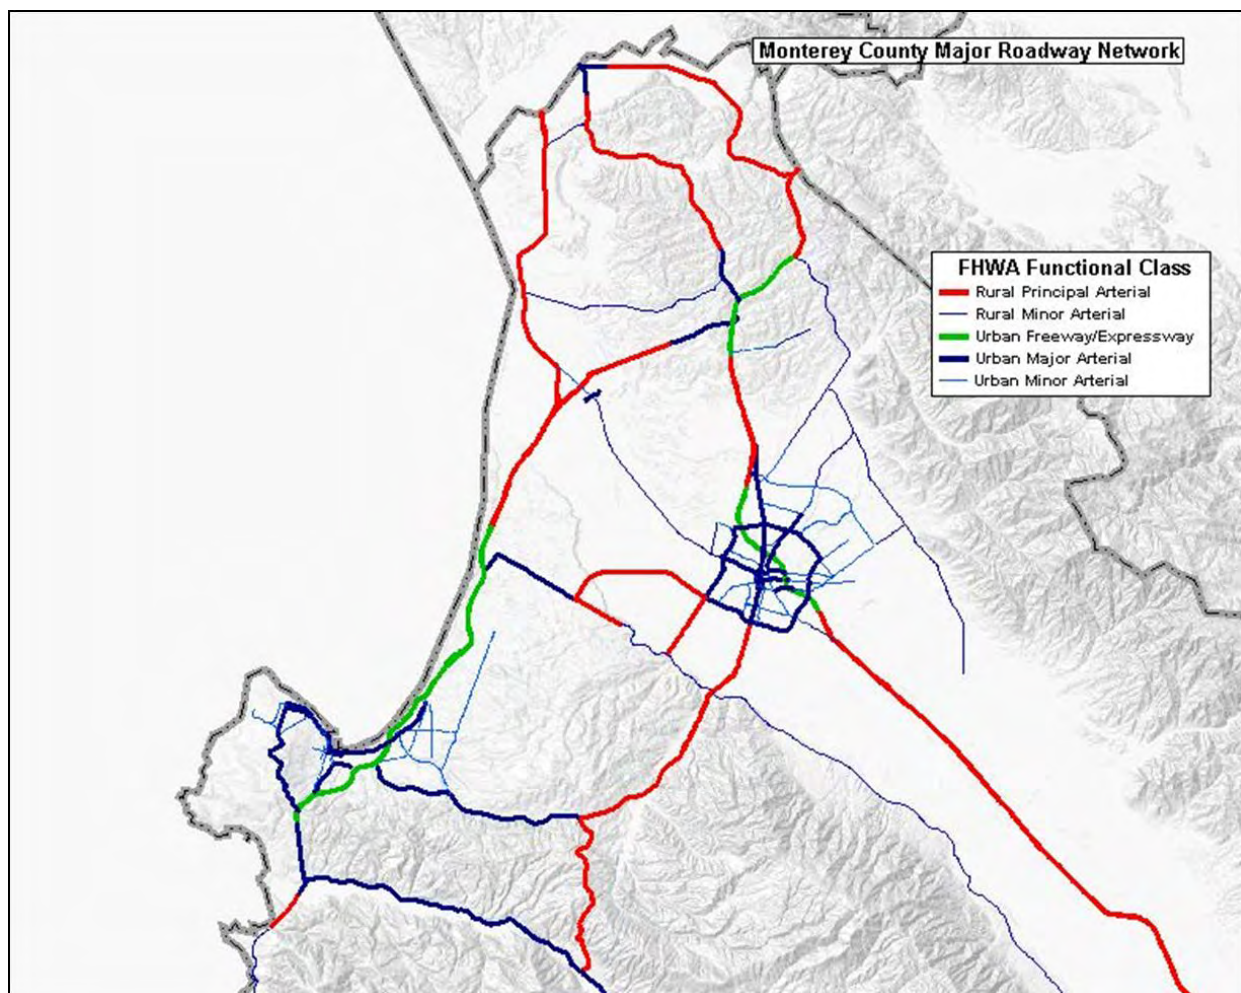 Monterey County Major Roadway Network
FHWA Functional Class
Rural Principal Arterial
Rural Minor Arterial
Urban Freeway/Expressway
Urban Major Arterial
Urban Minor Arterial